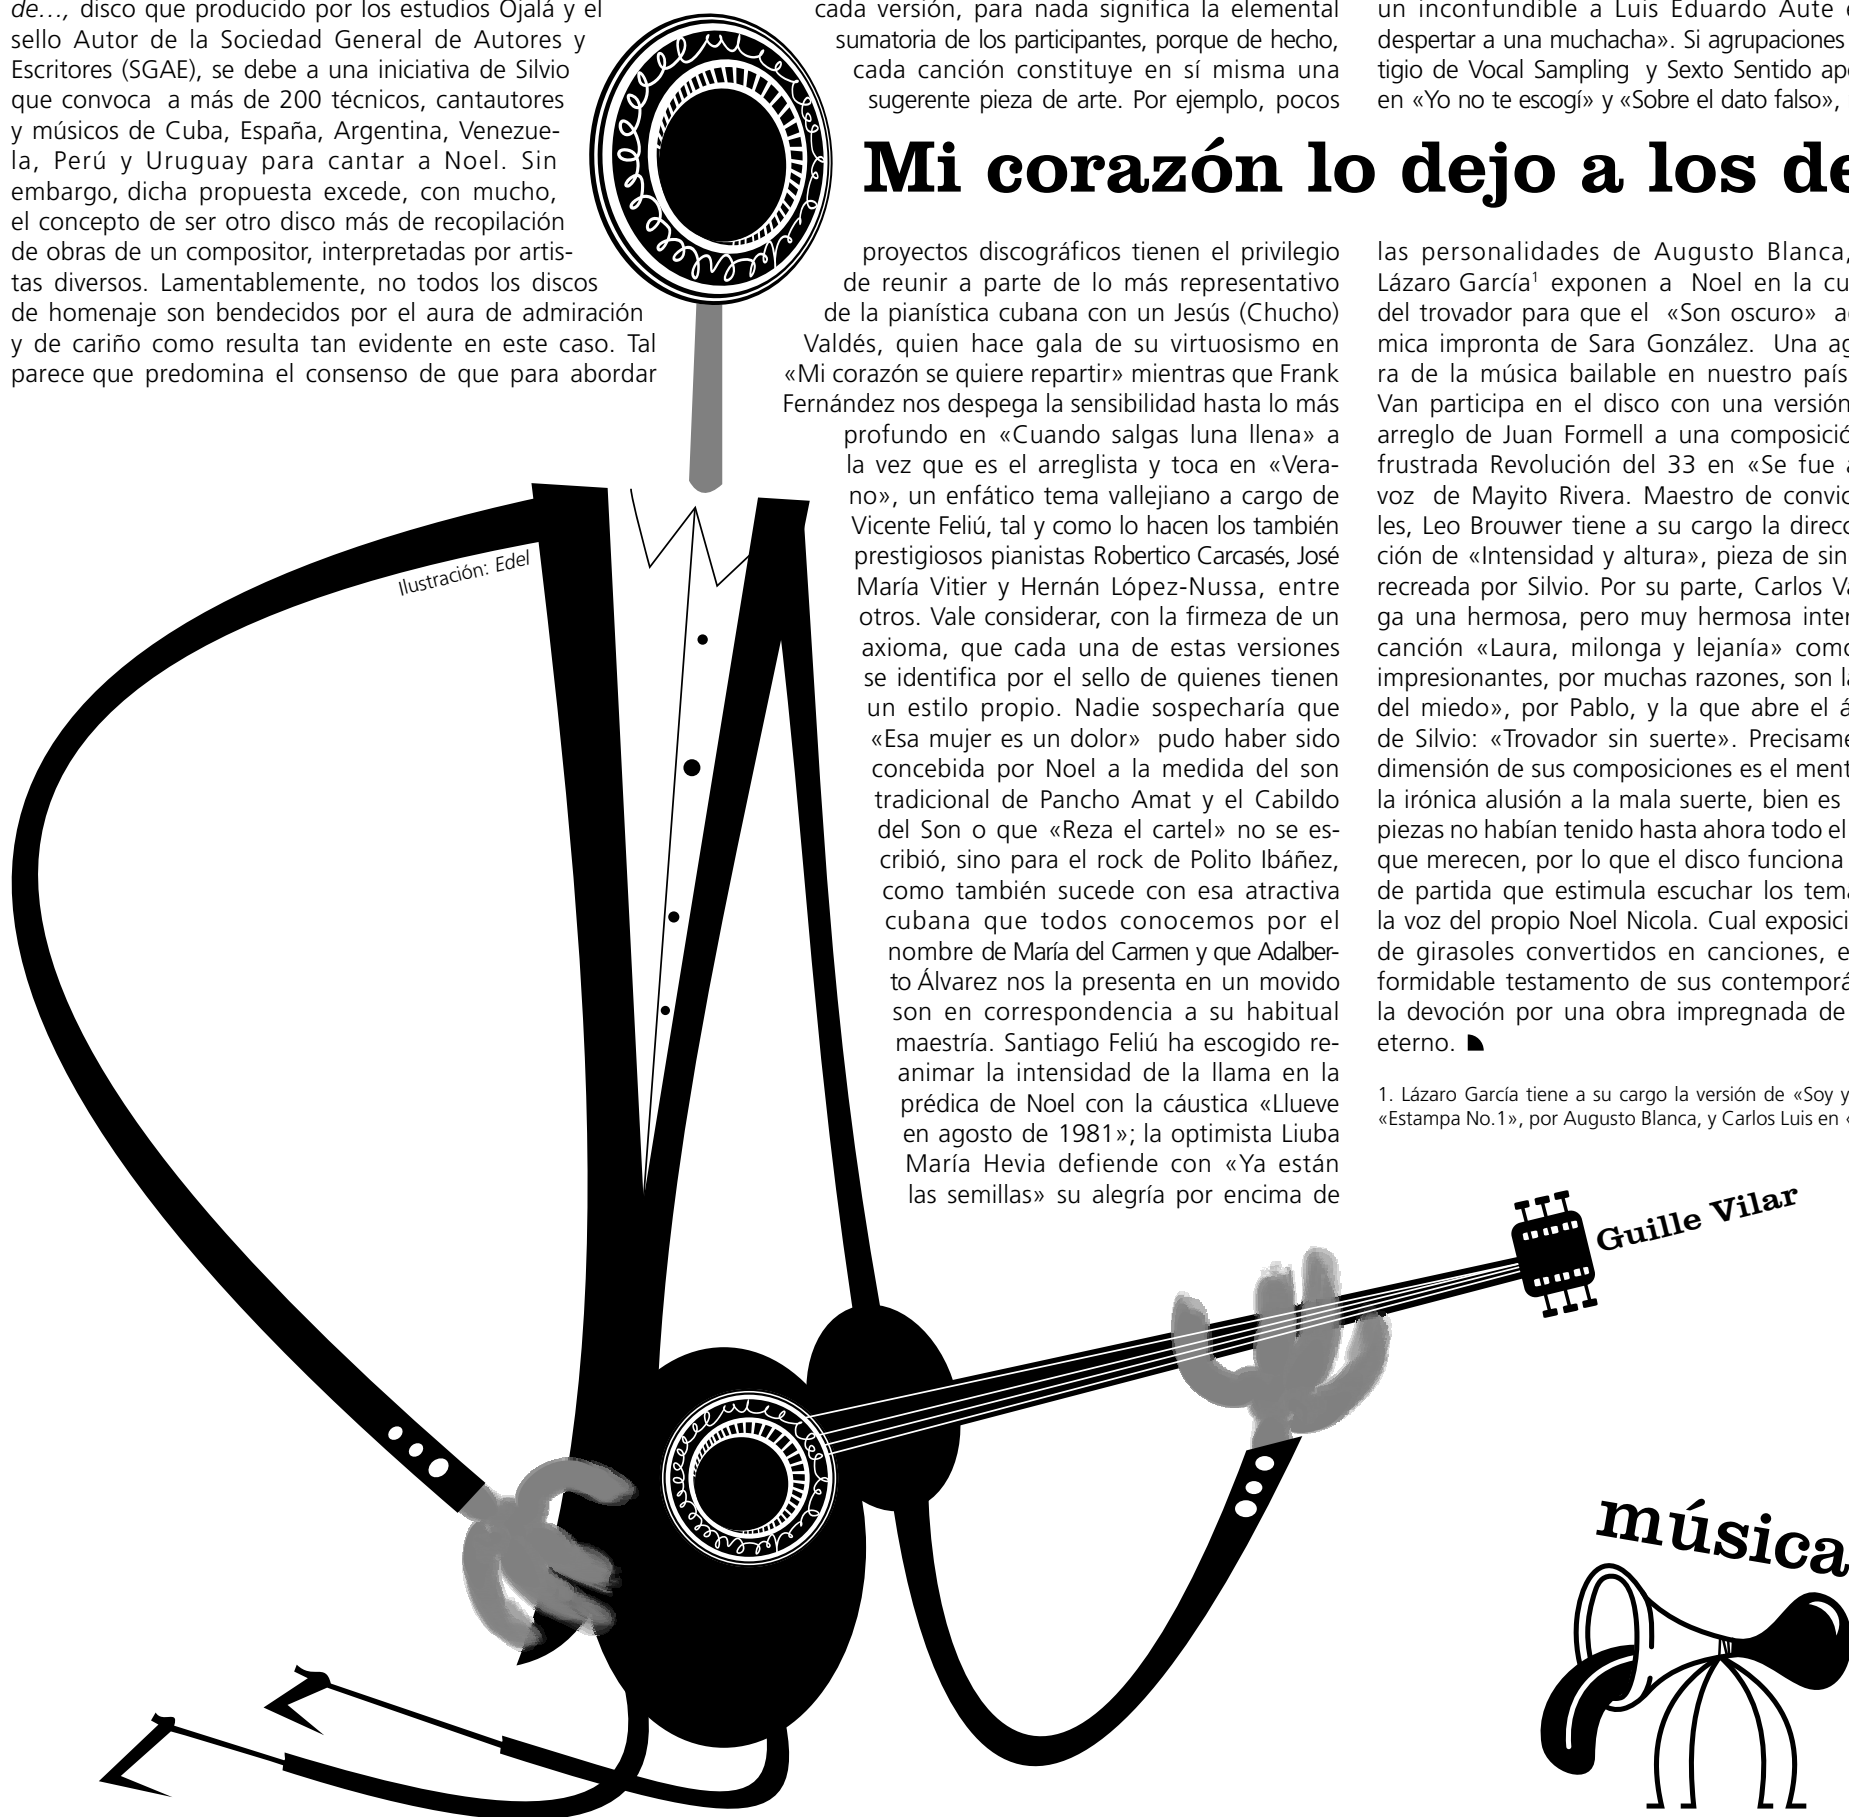 de..., disco que producido por los estudios Ojalá y el
sello Autor de la Sociedad General de Autores y
Escritores (SGAE), se debe a una iniciativa de Silvio
que convoca a más de 200 técnicos, cantautores
y músicos de Cuba, España, Argentina, Venezue-
la, Perú y Uruguay para cantar a Noel. Sin
embargo, dicha propuesta excede, con mucho,
el concepto de ser otro disco más de recopilación
de obras de un compositor, interpretadas por artis-
tas diversos. Lamentablemente, no todos los discos
de homenaje son bendecidos por el aura de admiración
y de cariño como resulta tan evidente en este caso. Tal
parece que predomina el consenso de que para abordar
Ilustración: Edel
cada versión, para nada significa la elemental
sumatoria de los participantes, porque de hecho,
cada canción constituye en sí misma una
sugerente pieza de arte. Por ejemplo, pocos
Mi corazón lo dejo a los de
proyectos discográficos tienen el privilegio
de reunir a parte de lo más representativo
de la pianística cubana con un Jesús (Chucho)
Valdés, quien hace gala de su virtuosismo en
«Mi corazón se quiere repartir» mientras que Frank
Fernández nos despega la sensibilidad hasta lo más
profundo en «Cuando salgas luna llena» a
la vez que es el arreglista y toca en «Vera-
no», un enfático tema vallejiano a cargo de
Vicente Feliú, tal y como lo hacen los también
prestigiosos pianistas Robertico Carcasés, José
María Vitier y Hernán López-Nussa, entre
otros. Vale considerar, con la firmeza de un
axioma, que cada una de estas versiones
se identifica por el sello de quienes tienen
un estilo propio. Nadie sospecharía que
«Esa mujer es un dolor» pudo haber sido
concebida por Noel a la medida del son
tradicional de Pancho Amat y el Cabildo
del Son o que «Reza el cartel» no se es-
cribió, sino para el rock de Polito Ibáñez,
como también sucede con esa atractiva
cubana que todos conocemos por el
nombre de María del Carmen y que Adalber-
to Álvarez nos la presenta en un movido
son en correspondencia a su habitual
maestría. Santiago Feliú ha escogido re-
animar la intensidad de la llama en la
prédica de Noel con la cáustica «Llueve
en agosto de 1981»; la optimista Liuba
María Hevia defiende con «Ya están
las semillas» su alegría por encima de
un inconfundible a Luis Eduardo Aute
despertar a una muchacha». Si agrupaciones
tigio de Vocal Sampling y Sexto Sentido
en «Yo no te escogí» y «Sobre el dato falso»,
las personalidades de Augusto Blanca,
Lázaro García¹ exponen a Noel en la
del trovador para que el «Son oscuro»
mica impronta de Sara González. Una
ra de la música bailable en nuestro país
Van participa en el disco con una versión
arreglo de Juan Formell a una
frustrada Revolución del 33 en «Se fue
voz de Mayito Rivera. Maestro de
les, Leo Brouwer tiene a su cargo la
ción de «Intensidad y altura», pieza de
recreada por Silvio. Por su parte, Carlos
ga una hermosa, pero muy hermosa
canción «Laura, milonga y lejanía» como
impresionantes, por muchas razones, son
del miedo», por Pablo, y la que abre el
de Silvio: «Trovador sin suerte».
dimensión de sus composiciones es el
la irónica alusión a la mala suerte, bien es
piezas no habían tenido hasta ahora todo el
que merecen, por lo que el disco funciona
de partida que estimula escuchar los
la voz del propio Noel Nicola. Cual
de girasoles convertidos en canciones,
formidable testamento de sus
la devoción por una obra impregnada de
eterno.
1. Lázaro García tiene a su cargo la versión de «Soy y
«Estampa No.1», por Augusto Blanca, y Carlos Luis en «
Guille Vilar
música